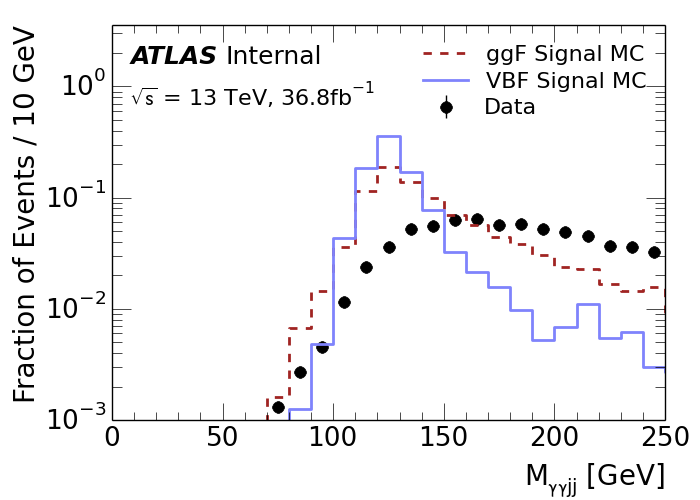 Fraction of Events / 10 GeV
ATLAS Internal
√s = 13 TeV, 36.8fb⁻¹
ggF Signal MC
VBF Signal MC
Data
10⁰
10⁻¹
10⁻²
10⁻³
0 50 100 150 200 250
M_γγjj [GeV]